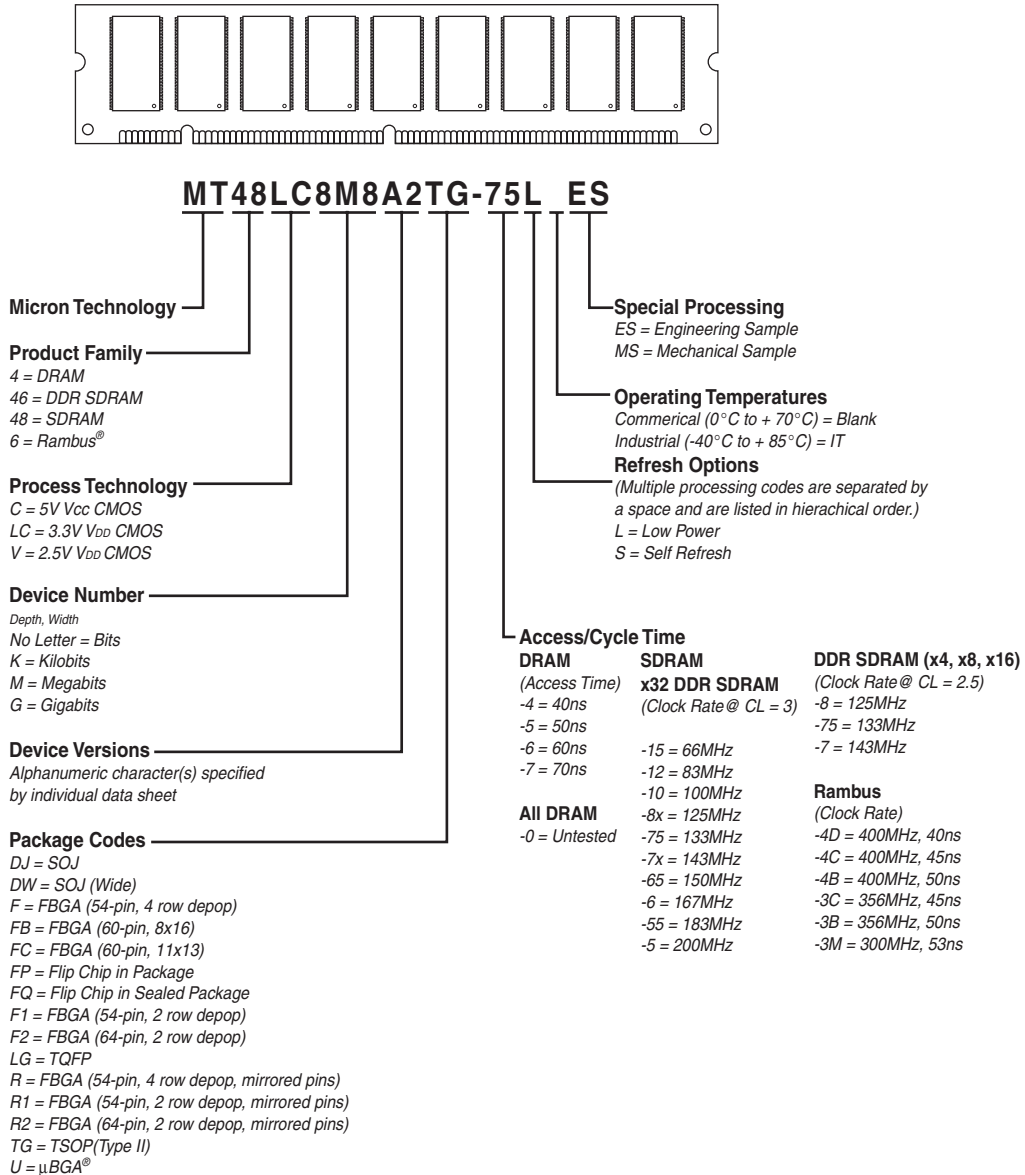 MT48LC8M8A2TG-75L ES
Micron Technology
Product Family
4 = DRAM
46 = DDR SDRAM
48 = SDRAM
6 = Rambus®
Process Technology
C = 5V Vcc CMOS
LC = 3.3V VDD CMOS
V = 2.5V VDD CMOS
Device Number
Depth, Width
No Letter = Bits
K = Kilobits
M = Megabits
G = Gigabits
Device Versions
Alphanumeric character(s) specified
by individual data sheet
Package Codes
DJ = SOJ
DW = SOJ (Wide)
F = FBGA (54-pin, 4 row depop)
FB = FBGA (60-pin, 8x16)
FC = FBGA (60-pin, 11x13)
FP = Flip Chip in Package
FQ = Flip Chip in Sealed Package
F1 = FBGA (54-pin, 2 row depop)
F2 = FBGA (64-pin, 2 row depop)
LG = TQFP
R = FBGA (54-pin, 4 row depop, mirrored pins)
R1 = FBGA (54-pin, 2 row depop, mirrored pins)
R2 = FBGA (64-pin, 2 row depop, mirrored pins)
TG = TSOP(Type II)
U = µBGA®
Special Processing
ES = Engineering Sample
MS = Mechanical Sample
Operating Temperatures
Commerical (0°C to + 70°C) = Blank
Industrial (-40°C to + 85°C) = IT
Refresh Options
(Multiple processing codes are separated by
a space and are listed in hierachical order.)
L = Low Power
S = Self Refresh
Access/Cycle Time
DRAM
(Access Time)
-4 = 40ns
-5 = 50ns
-6 = 60ns
-7 = 70ns
All DRAM
-0 = Untested
SDRAM
x32 DDR SDRAM
(Clock Rate@ CL = 3)
-15 = 66MHz
-12 = 83MHz
-10 = 100MHz
-8x = 125MHz
-75 = 133MHz
-7x = 143MHz
-65 = 150MHz
-6 = 167MHz
-55 = 183MHz
-5 = 200MHz
DDR SDRAM (x4, x8, x16)
(Clock Rate@ CL = 2.5)
-8 = 125MHz
-75 = 133MHz
-7 = 143MHz
Rambus
(Clock Rate)
-4D = 400MHz, 40ns
-4C = 400MHz, 45ns
-4B = 400MHz, 50ns
-3C = 356MHz, 45ns
-3B = 356MHz, 50ns
-3M = 300MHz, 53ns